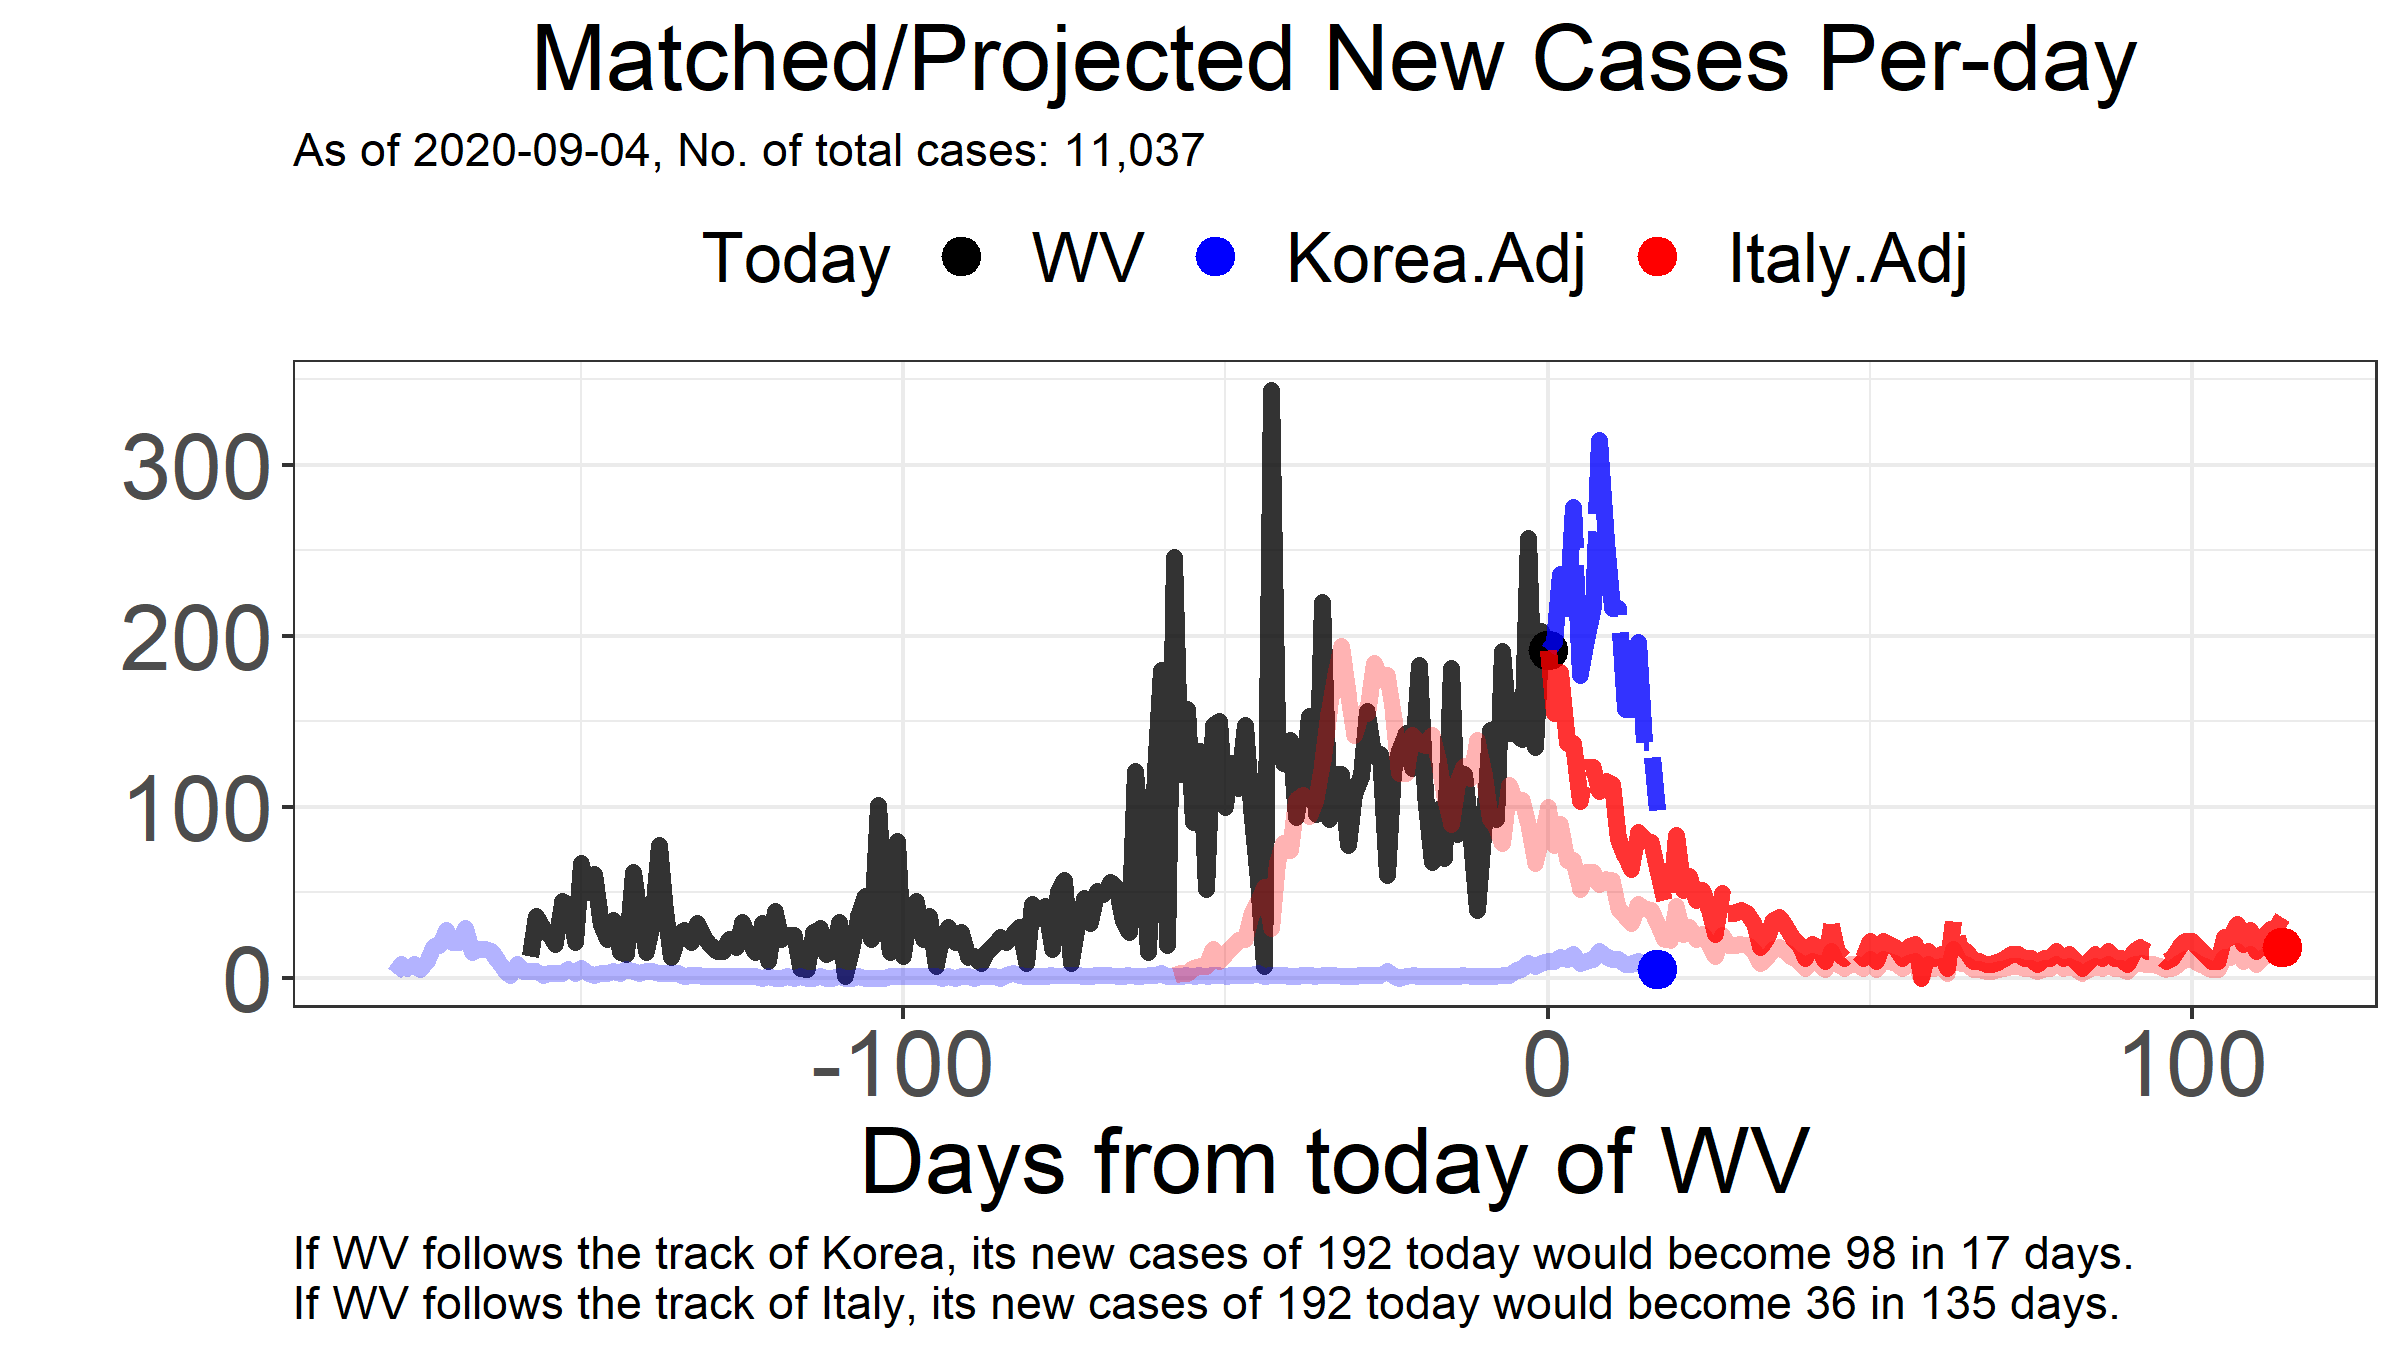 Matched/Projected New Cases Per-day
As of 2020-09-04, No. of total cases: 11,037
Today WV Korea.Adj Italy.Adj
300
200
100
0
-100 0 100
Days from today of WV
If WV follows the track of Korea, its new cases of 192 today would become 98 in 17 days.
If WV follows the track of Italy, its new cases of 192 today would become 36 in 135 days.